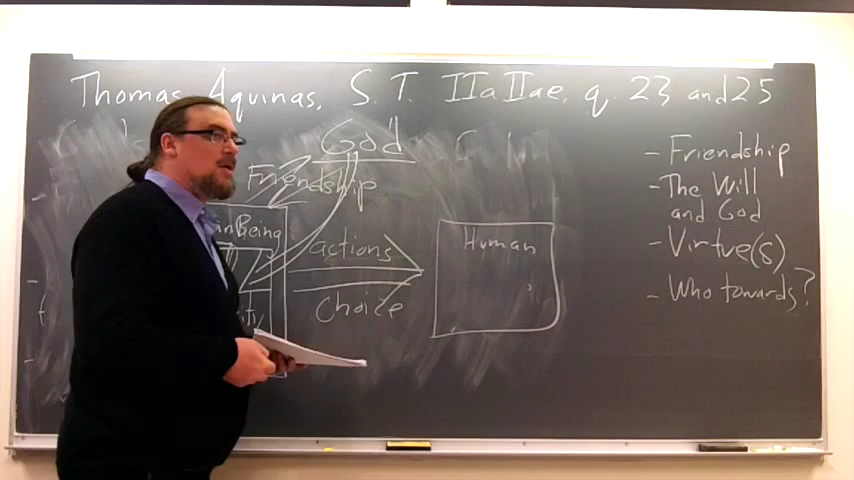 Thomas Aquinas, S. T. IIaIIae, q. 23 and 25
God
Friendship
Being
actions
Choice
Human
- Friendship
- The Will
and God
- Virtue(s)
- Who towards?